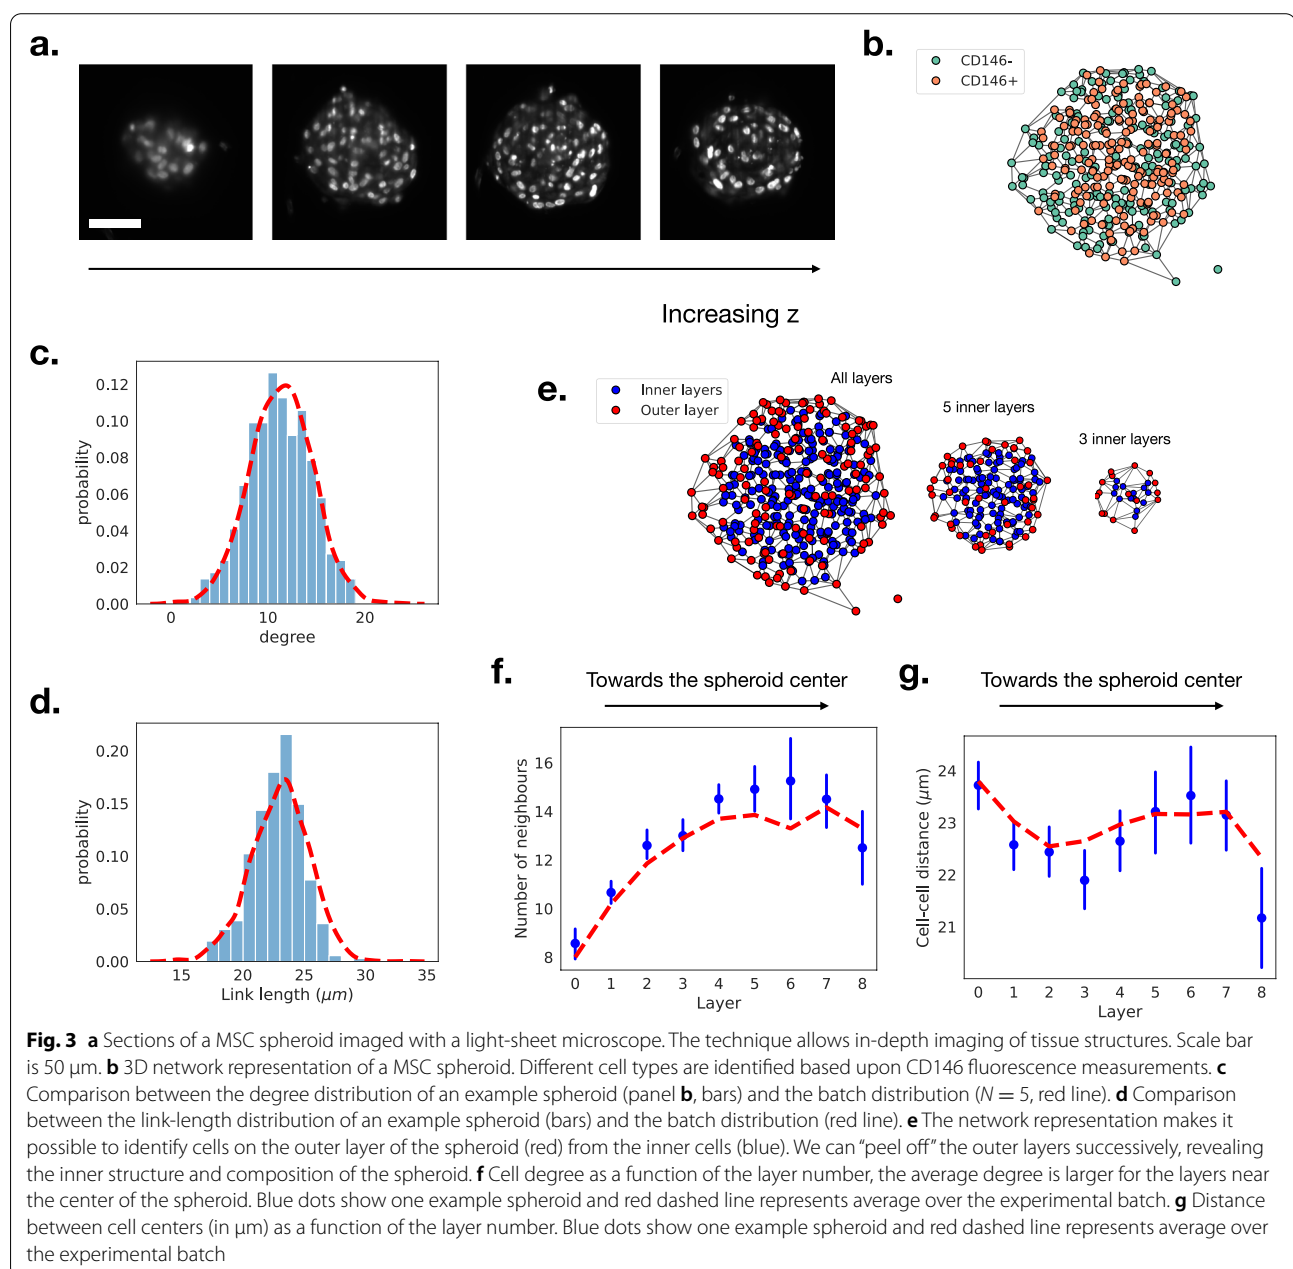 a.
Increasing z
b.
CD146-
CD146+
c.
probability
0.12
0.10
0.08
0.06
0.04
0.02
0.00
0 10 20
degree
d.
probability
0.20
0.15
0.10
0.05
0.00
15 20 25 30 35
Link length (μm)
e.
Inner layers
Outer layer
All layers
5 inner layers
3 inner layers
f.
Towards the spheroid center
Number of neighbours
16
14
12
10
8
0 1 2 3 4 5 6 7 8
Layer
g.
Towards the spheroid center
Cell-cell distance (μm)
24
23
22
21
0 1 2 3 4 5 6 7 8
Layer
Fig. 3 a Sections of a MSC spheroid imaged with a light-sheet microscope. The technique allows in-depth imaging of tissue structures. Scale bar
is 50 μm. b 3D network representation of a MSC spheroid. Different cell types are identified based upon CD146 fluorescence measurements. c
Comparison between the degree distribution of an example spheroid (panel b, bars) and the batch distribution (N = 5, red line). d Comparison
between the link-length distribution of an example spheroid (bars) and the batch distribution (red line). e The network representation makes it
possible to identify cells on the outer layer of the spheroid (red) from the inner cells (blue). We can “peel off” the outer layers successively, revealing
the inner structure and composition of the spheroid. f Cell degree as a function of the layer number, the average degree is larger for the layers near
the center of the spheroid. Blue dots show one example spheroid and red dashed line represents average over the experimental batch. g Distance
between cell centers (in μm) as a function of the layer number. Blue dots show one example spheroid and red dashed line represents average over
the experimental batch